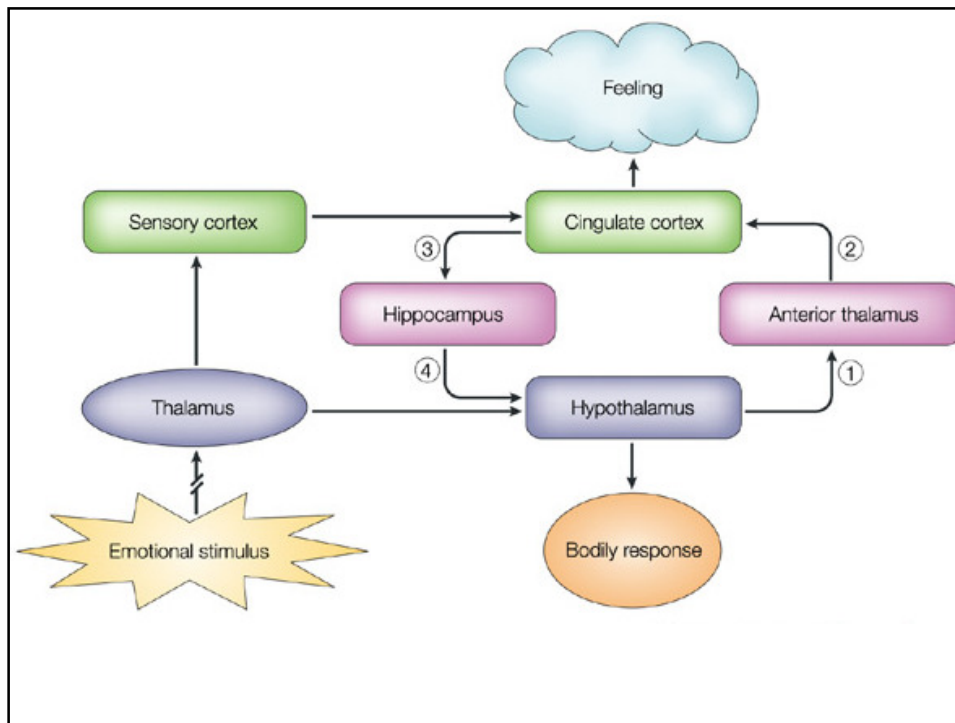 Feeling
Sensory cortex
Cingulate cortex
3
2
Hippocampus
Anterior thalamus
4
1
Thalamus
Hypothalamus
Emotional stimulus
Bodily response